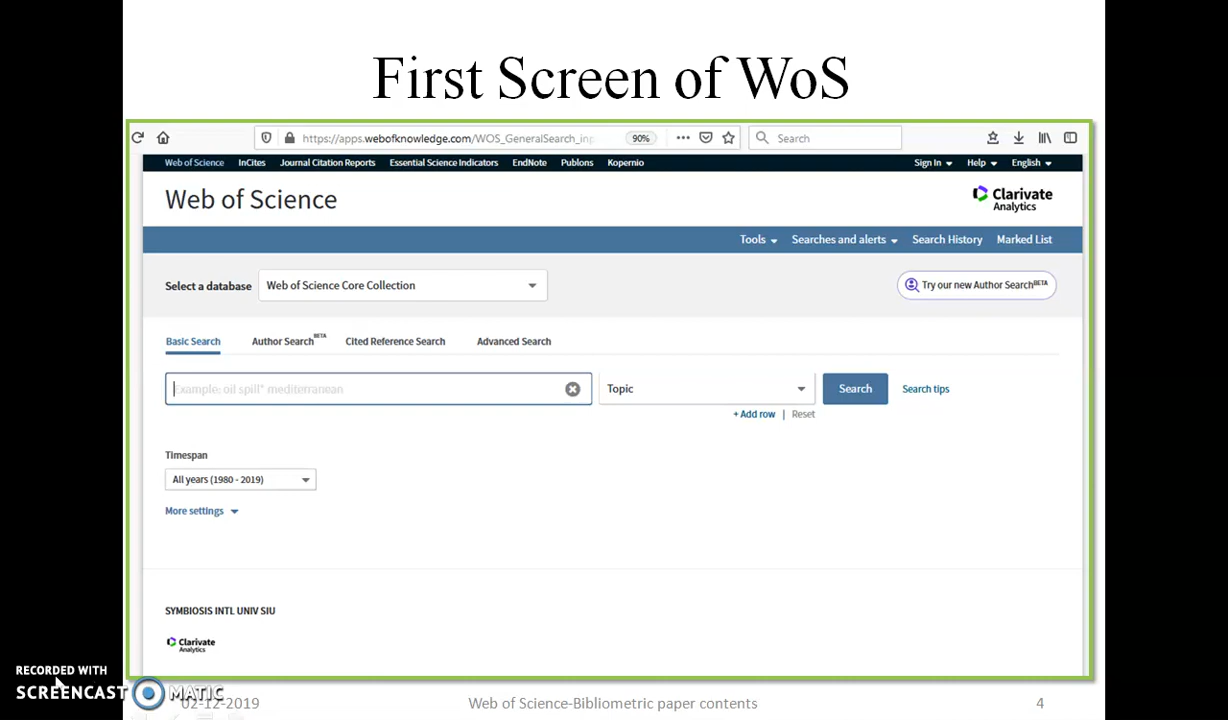 First Screen of WoS
https://apps.webofknowledge.com/WOS_GeneralSearch_in 90% Search
Web of Science InCites Journal Citation Reports Essential Science Indicators EndNote Publons Kopernio Sign In Help English
Web of Science
Clarivate
Analytics
Tools Searches and alerts Search History Marked List
Select a database Web of Science Core Collection Try our new Author Search BETA
Basic Search Author Search BETA Cited Reference Search Advanced Search
Example: oil spill* mediterranean Topic Search Search tips
+ Add row | Reset
Timespan
All years (1980 - 2019)
More settings
SYMBIOSIS INTL UNIV SIU
Clarivate
Analytics
RECORDED WITH
SCREENCAST MATIC
02-12-2019 Web of Science-Bibliometric paper contents 4